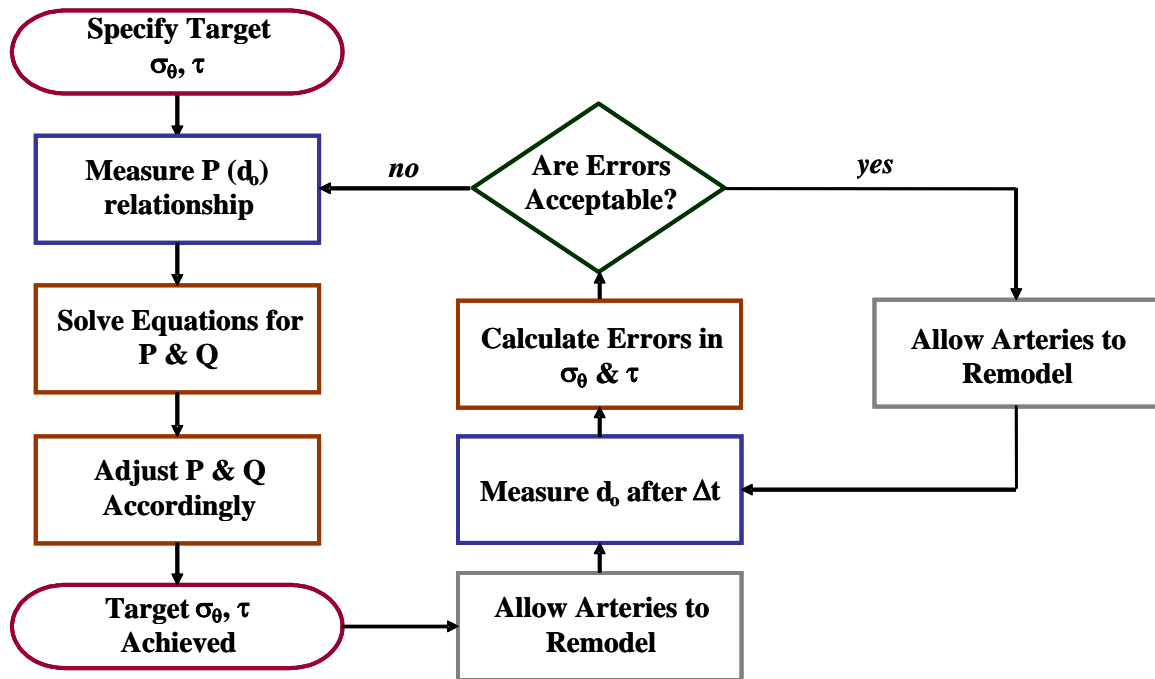 Specify Target
σθ, τ
Measure P (do)
relationship
Solve Equations for
P & Q
Adjust P & Q
Accordingly
Target σθ, τ
Achieved
Allow Arteries to
Remodel
Measure do after Δt
Calculate Errors in
σθ & τ
Are Errors
Acceptable?
no
yes
Allow Arteries to
Remodel